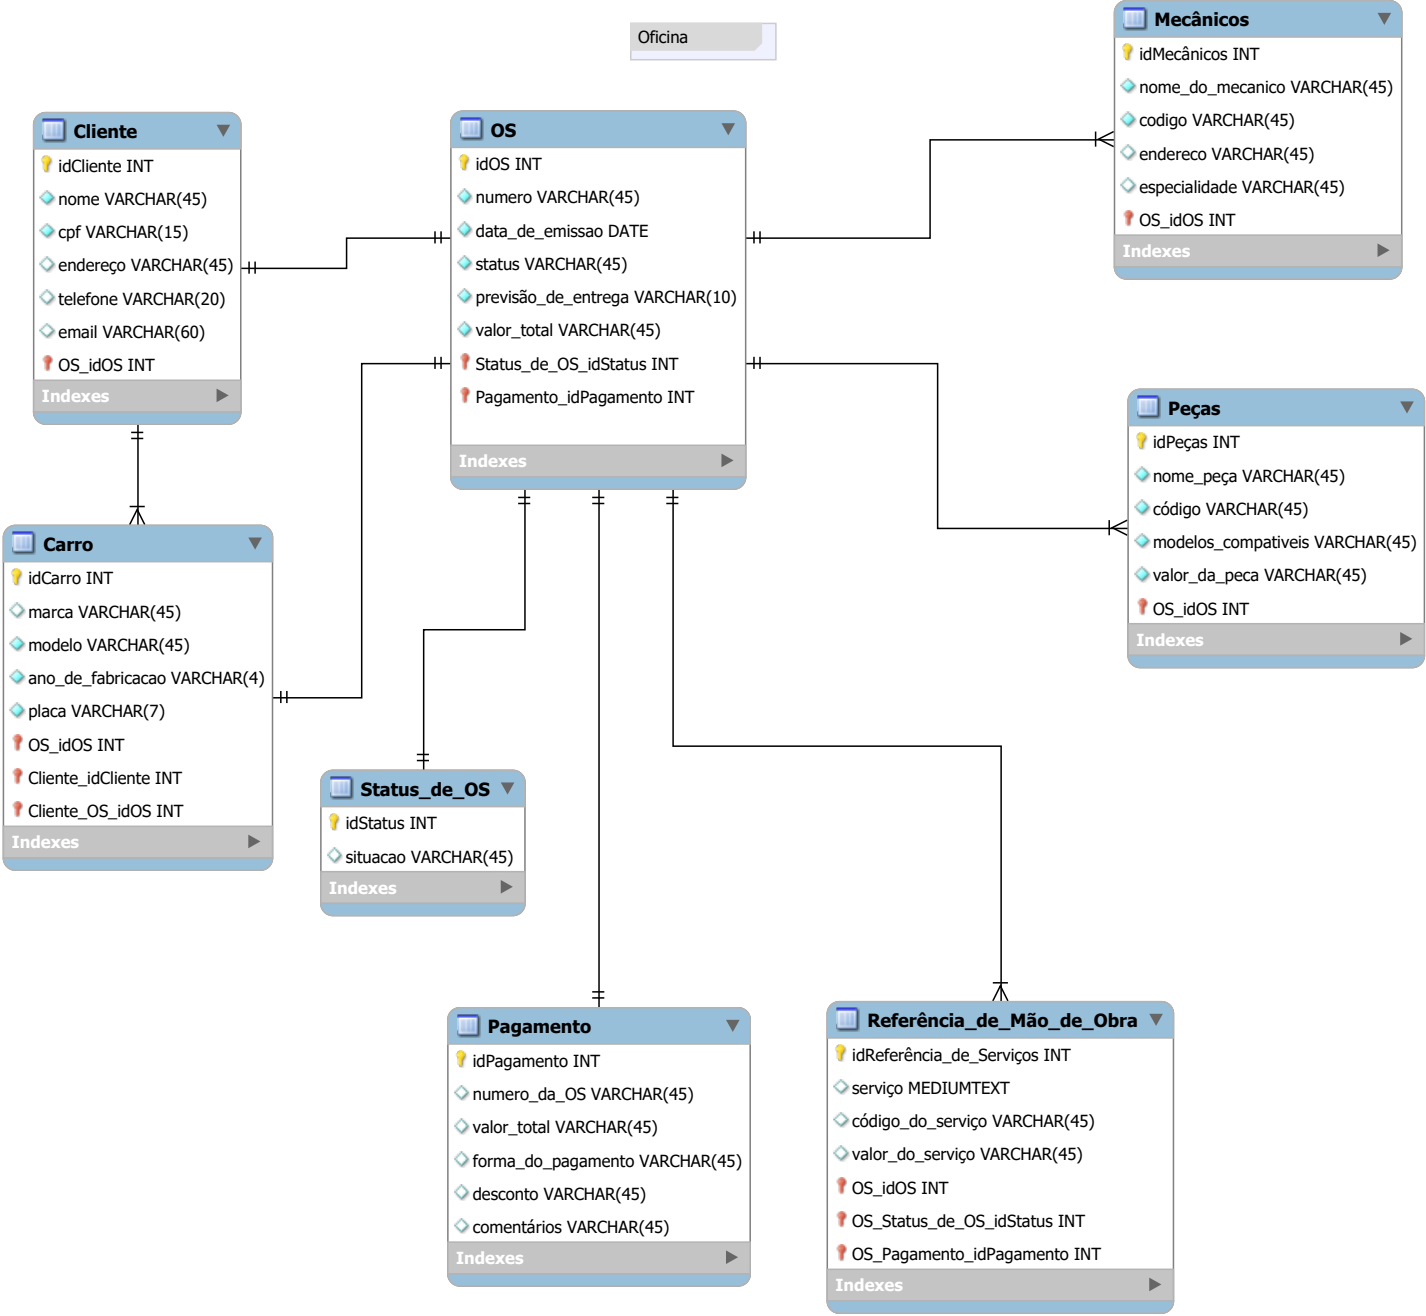 Oficina
Cliente
idCliente INT
nome VARCHAR(45)
cpf VARCHAR(15)
endereço VARCHAR(45)
telefone VARCHAR(20)
email VARCHAR(60)
OS_idOS INT
Indexes
OS
idOS INT
numero VARCHAR(45)
data_de_emissao DATE
status VARCHAR(45)
previsão_de_entrega VARCHAR(10)
valor_total VARCHAR(45)
Status_de_OS_idStatus INT
Pagamento_idPagamento INT
Indexes
Mecânicos
idMecânicos INT
nome_do_mecanico VARCHAR(45)
codigo VARCHAR(45)
endereco VARCHAR(45)
especialidade VARCHAR(45)
OS_idOS INT
Indexes
Peças
idPeças INT
nome_peça VARCHAR(45)
código VARCHAR(45)
modelos_compativeis VARCHAR(45)
valor_da_peca VARCHAR(45)
OS_idOS INT
Indexes
Carro
idCarro INT
marca VARCHAR(45)
modelo VARCHAR(45)
ano_de_fabricacao VARCHAR(4)
placa VARCHAR(7)
OS_idOS INT
Cliente_idCliente INT
Cliente_OS_idOS INT
Indexes
Status_de_OS
idStatus INT
situacao VARCHAR(45)
Indexes
Pagamento
idPagamento INT
numero_da_OS VARCHAR(45)
valor_total VARCHAR(45)
forma_do_pagamento VARCHAR(45)
desconto VARCHAR(45)
comentários VARCHAR(45)
Indexes
Referência_de_Mão_de_Obra
idReferência_de_Serviços INT
serviço MEDIUMTEXT
código_do_serviço VARCHAR(45)
valor_do_serviço VARCHAR(45)
OS_idOS INT
OS_Status_de_OS_idStatus INT
OS_Pagamento_idPagamento INT
Indexes